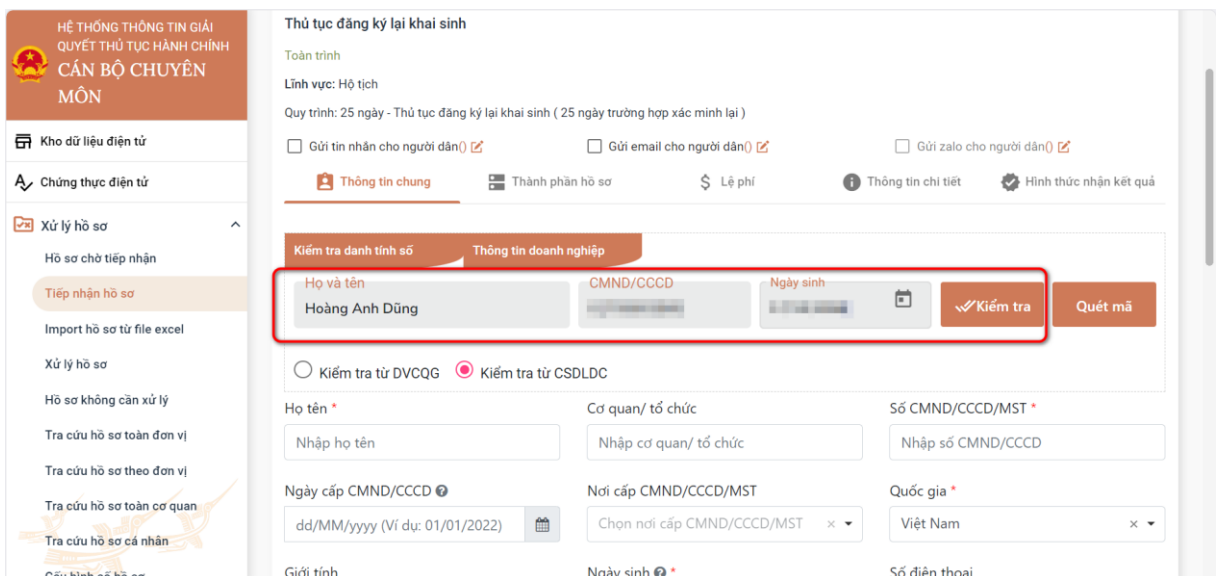 HỆ THỐNG THÔNG TIN GIẢI
QUYẾT THỦ TỤC HÀNH CHÍNH
CÁN BỘ CHUYÊN
MÔN
Kho dữ liệu điện tử
Chứng thực điện tử
Xử lý hồ sơ
Hồ sơ chờ tiếp nhận
Tiếp nhận hồ sơ
Import hồ sơ từ file excel
Xử lý hồ sơ
Hồ sơ không cần xử lý
Tra cứu hồ sơ toàn đơn vị
Tra cứu hồ sơ theo đơn vị
Tra cứu hồ sơ toàn cơ quan
Tra cứu hồ sơ cá nhân
Thủ tục đăng ký lại khai sinh
Toàn trình
Lĩnh vực: Hộ tịch
Quy trình: 25 ngày - Thủ tục đăng ký lại khai sinh ( 25 ngày trường hợp xác minh lại )
Gửi tin nhắn cho người dân() Gửi email cho người dân() Gửi zalo cho người dân()
Thông tin chung Thành phần hồ sơ Lệ phí Thông tin chi tiết Hình thức nhận kết quả
Kiểm tra danh tính số Thông tin doanh nghiệp
Họ và tên CMND/CCCD Ngày sinh
Hoàng Anh Dũng Kiểm tra Quét mã
Kiểm tra từ DVCQG Kiểm tra từ CSDLDC
Họ tên * Cơ quan/ tổ chức Số CMND/CCCD/MST *
Nhập họ tên Nhập cơ quan/ tổ chức Nhập số CMND/CCCD
Ngày cấp CMND/CCCD Nơi cấp CMND/CCCD/MST Quốc gia *
dd/MM/yyyy (Ví dụ: 01/01/2022) Chọn nơi cấp CMND/CCCD/MST Việt Nam
Giới tính Ngày sinh * Số điện thoại